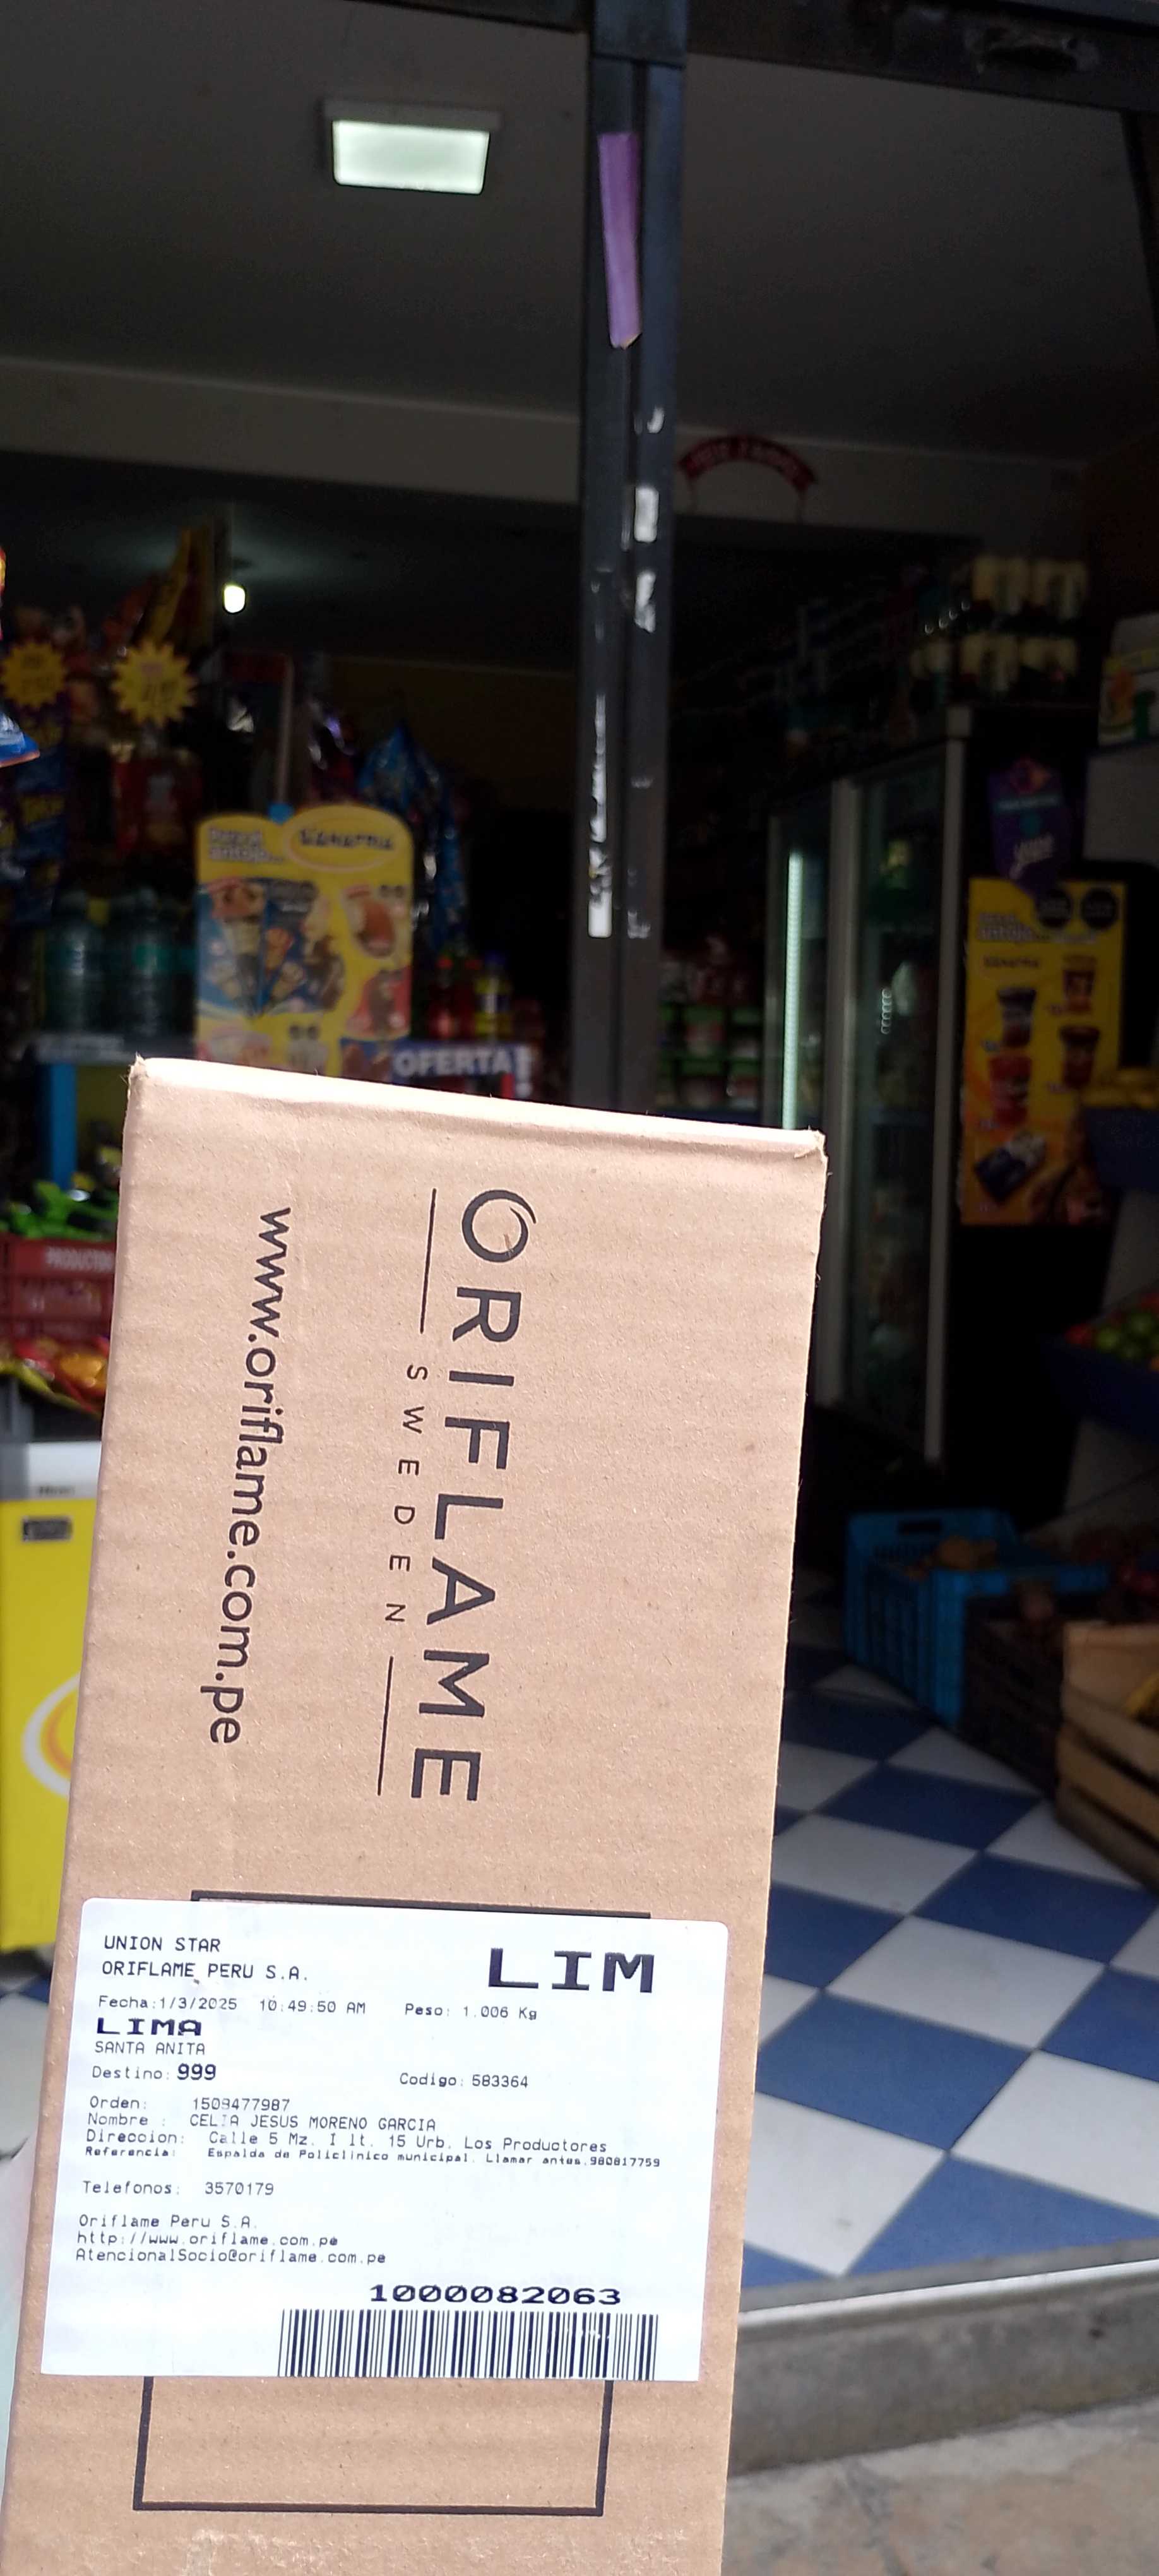 OFERTA!
yape
ORIFLAME
SWEDEN
www.oriflame.com.pe
UNION STAR
ORIFLAME PERU S.A.
LIM
Fecha:1/3/2025 10:49:50 AM Peso: 1.006 Kg
LIMA
SANTA ANITA
Destino: 999 Codigo: 583364
Orden: 1509477987
Nombre : CELIA JESUS MORENO GARCIA
Direccion: Calle 5 Mz. I lt. 15 Urb. Los Productores
Referencia: Espalda de Policlinico municipal. Llamar antes.980817759
Telefonos: 3570179
Oriflame Peru S.A.
http://www.oriflame.com.pe
AtencionalSocio@oriflame.com.pe
1000082063